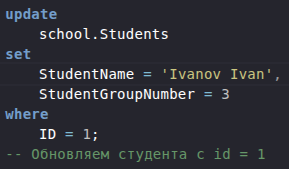 update
school.Students
set
StudentName = 'Ivanov Ivan',
StudentGroupNumber = 3
where
ID = 1;
-- Обновляем студента с id = 1